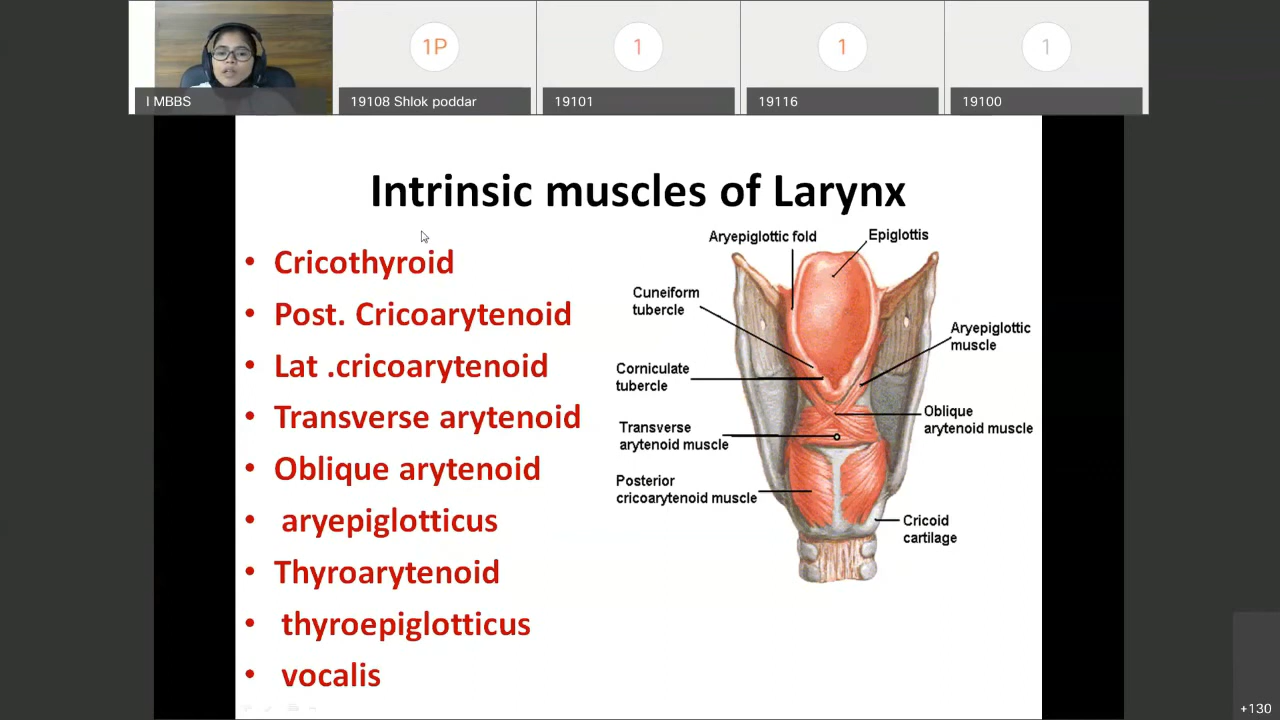 1P
1
1
1
I MBBS
19108 Shlok poddar
19101
19116
19100
Intrinsic muscles of Larynx
• Cricothyroid
• Post. Cricoarytenoid
• Lat .cricoarytenoid
• Transverse arytenoid
• Oblique arytenoid
• aryepiglotticus
• Thyroarytenoid
• thyroepiglotticus
• vocalis
Aryepiglottic fold
Epiglottis
Cuneiform
tubercle
Aryepiglottic
muscle
Corniculate
tubercle
Oblique
arytenoid muscle
Transverse
arytenoid muscle
Posterior
cricoarytenoid muscle
Cricoid
cartilage
+130